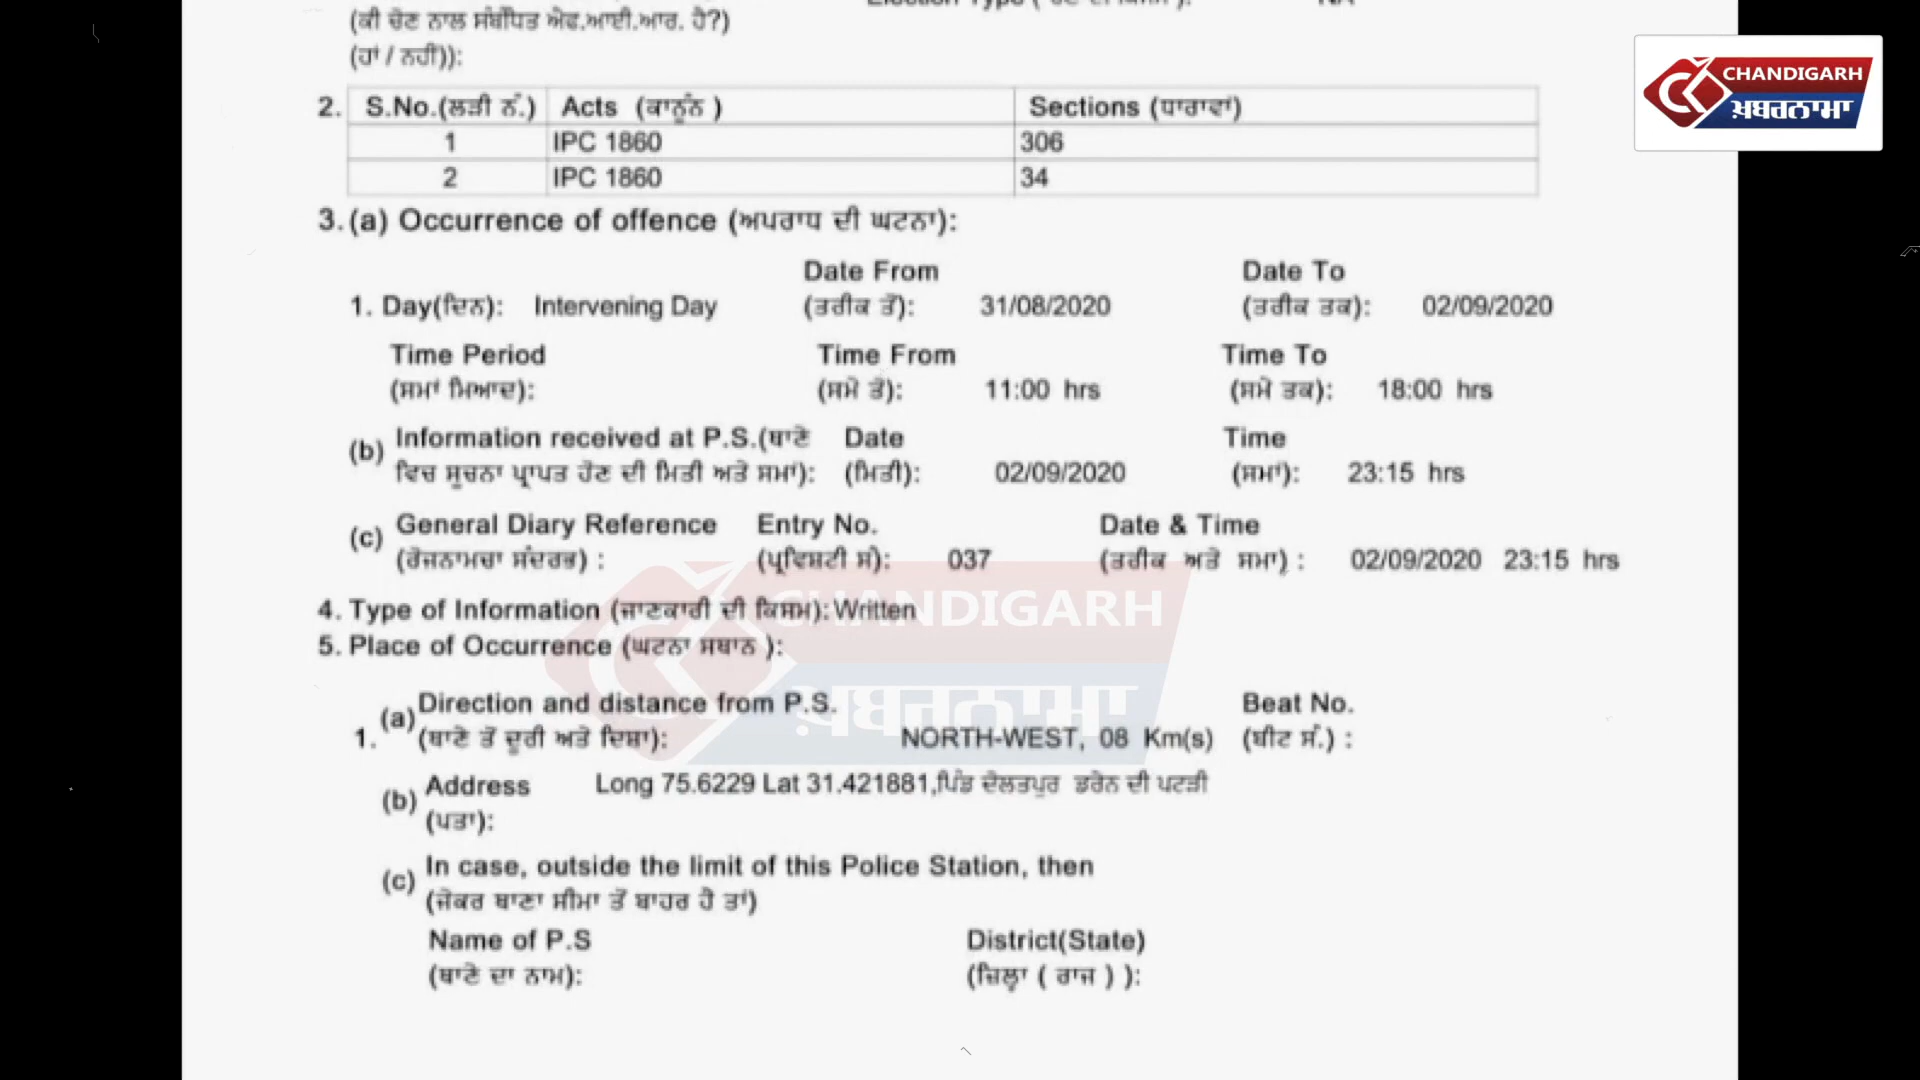 (ਕੀ ਚੋਣ ਨਾਲ ਸੰਬੰਧਿਤ ਐਫ.ਆਈ.ਆਰ. ਹੈ?)
(ਹਾਂ / ਨਹੀਂ)):
CHANDIGARH
ਖ਼ਬਰਨਾਮਾ
2. S.No.(ਲੜੀ ਨੰ.) Acts (ਕਾਨੂੰਨ ) Sections (ਧਾਰਾਵਾਂ)
1 IPC 1860 306
2 IPC 1860 34
3.(a) Occurrence of offence (ਅਪਰਾਧ ਦੀ ਘਟਨਾ):
Date From Date To
1. Day(ਦਿਨ): Intervening Day (ਤਰੀਕ ਤੋਂ): 31/08/2020 (ਤਰੀਕ ਤਕ): 02/09/2020
Time Period Time From Time To
(ਸਮਾਂ ਮਿਆਦ): (ਸਮੇ ਤੋਂ): 11:00 hrs (ਸਮੇ ਤਕ): 18:00 hrs
(b) Information received at P.S.(ਥਾਣੇ Date Time
ਵਿਚ ਸੂਚਨਾ ਪ੍ਰਾਪਤ ਹੋਣ ਦੀ ਮਿਤੀ ਅਤੇ ਸਮਾਂ): (ਮਿਤੀ): 02/09/2020 (ਸਮਾਂ): 23:15 hrs
(c) General Diary Reference Entry No. Date & Time
(ਰੋਜ਼ਨਾਮਚਾ ਸੰਦਰਭ) : (ਪ੍ਰਵਿਸ਼ਟੀ ਸੰ): 037 (ਤਰੀਕ ਅਤੇ ਸਮਾ) : 02/09/2020 23:15 hrs
4. Type of Information (ਜਾਣਕਾਰੀ ਦੀ ਕਿਸਮ): Written
CHANDIGARH
5. Place of Occurrence (ਘਟਨਾ ਸਥਾਨ ):
ਖ਼ਬਰਨਾਮਾ
(a) Direction and distance from P.S. Beat No.
1. (ਥਾਣੇ ਤੋਂ ਦੂਰੀ ਅਤੇ ਦਿਸ਼ਾ): NORTH-WEST, 08 Km(s) (ਬੀਟ ਸੰ.) :
(b) Address Long 75.6229 Lat 31.421881,ਪਿੰਡ ਦੋਲਤਪੁਰ ਡਰੇਨ ਦੀ ਪਟੜੀ
(ਪਤਾ):
(c) In case, outside the limit of this Police Station, then
(ਜੇਕਰ ਥਾਣਾ ਸੀਮਾ ਤੋਂ ਬਾਹਰ ਹੈ ਤਾਂ)
Name of P.S District(State)
(ਥਾਣੇ ਦਾ ਨਾਮ): (ਜ਼ਿਲ੍ਹਾ ( ਰਾਜ ) ):